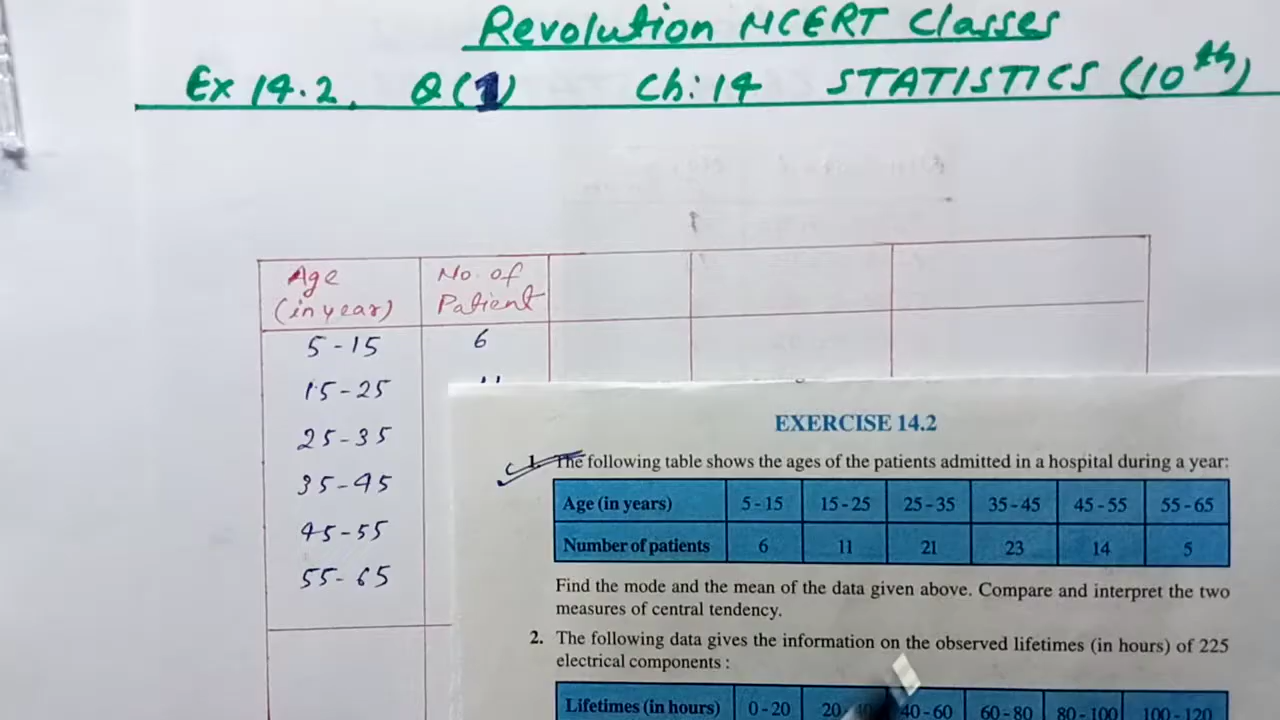 Revolution NCERT Classes
Ex 14.2. Q(1) Ch: 14 STATISTICS (10th)
Age (in year) No. of Patient
5-15 6
15-25 11
25-35
35-45
45-55
55-65
EXERCISE 14.2
1. The following table shows the ages of the patients admitted in a hospital during a year:
Age (in years) 5-15 15-25 25-35 35-45 45-55 55-65
Number of patients 6 11 21 23 14 5
Find the mode and the mean of the data given above. Compare and interpret the two
measures of central tendency.
2. The following data gives the information on the observed lifetimes (in hours) of 225
electrical components :
Lifetimes (in hours) 0-20 20-40 40-60 60-80 80-100 100-120